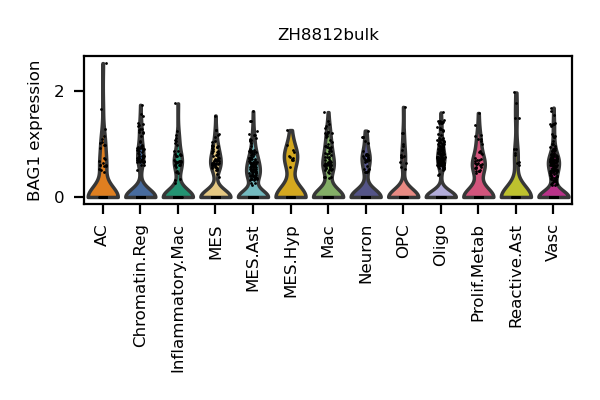 ZH8812bulk
BAG1 expression
2
0
AC
Chromatin.Reg
Inflammatory.Mac
MES
MES.Ast
MES.Hyp
Mac
Neuron
OPC
Oligo
Prolif.Metab
Reactive.Ast
Vasc